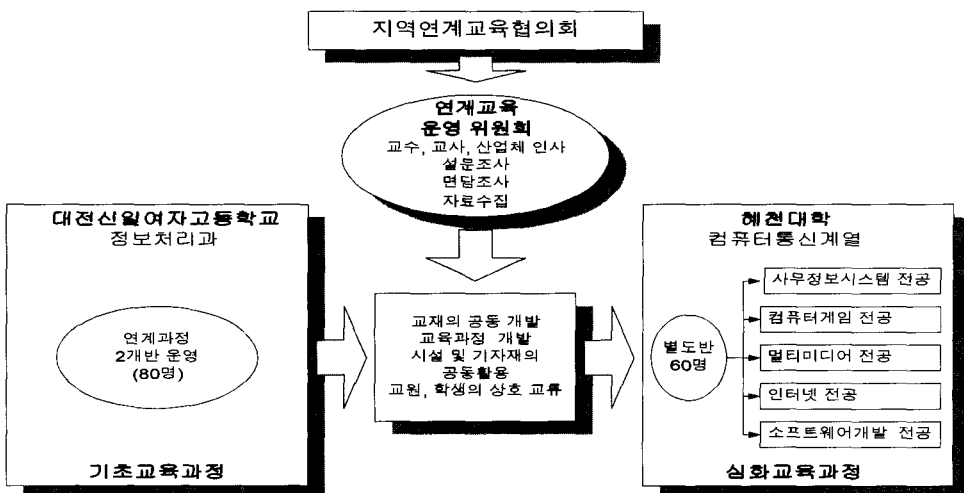 지역연계교육협의회
연계교육
운영 위원회
교수, 교사, 산업체 인사
설문조사
면담조사
자료수집
대전신일여자고등학교
정보처리과
연계과정
2개반 운영
(80명)
기초교육과정
교재의 공동 개발
교육과정 개발
시설 및 기자재의
공동활용
교원, 학생의 상호 교류
혜천대학
컴퓨터통신계열
별도반
60명
사무정보시스템 전공
컴퓨터게임 전공
멀티미디어 전공
인터넷 전공
소프트웨어개발 전공
심화교육과정